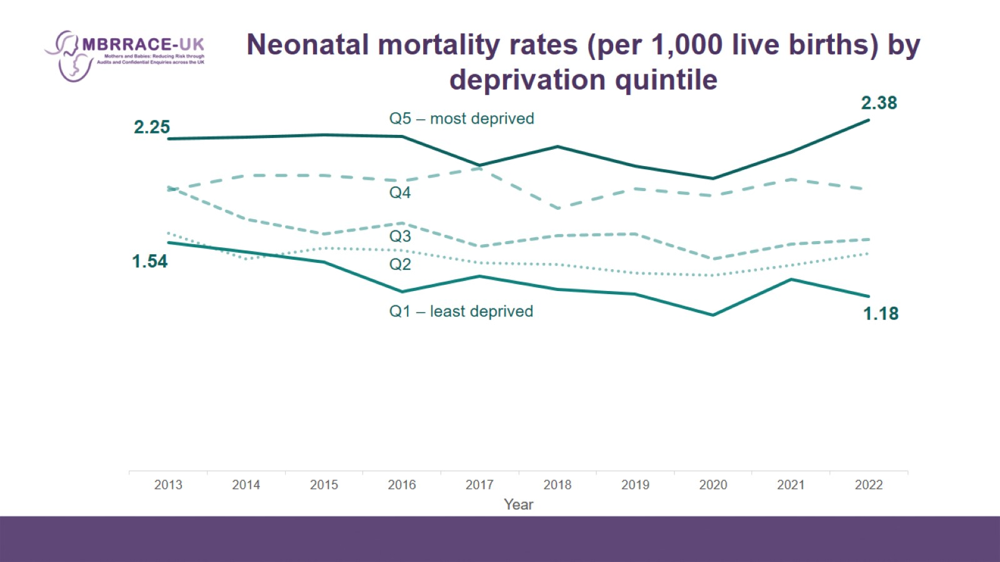 MBRRACE-UK
Mothers and Babies: Reducing Risk through
Audits and Confidential Enquiries across the UK
Neonatal mortality rates (per 1,000 live births) by
deprivation quintile
2.38
Q5 – most deprived
2.25
Q4
Q3
1.54
Q2
Q1 – least deprived
1.18
2013 2014 2015 2016 2017 2018 2019 2020 2021 2022
Year